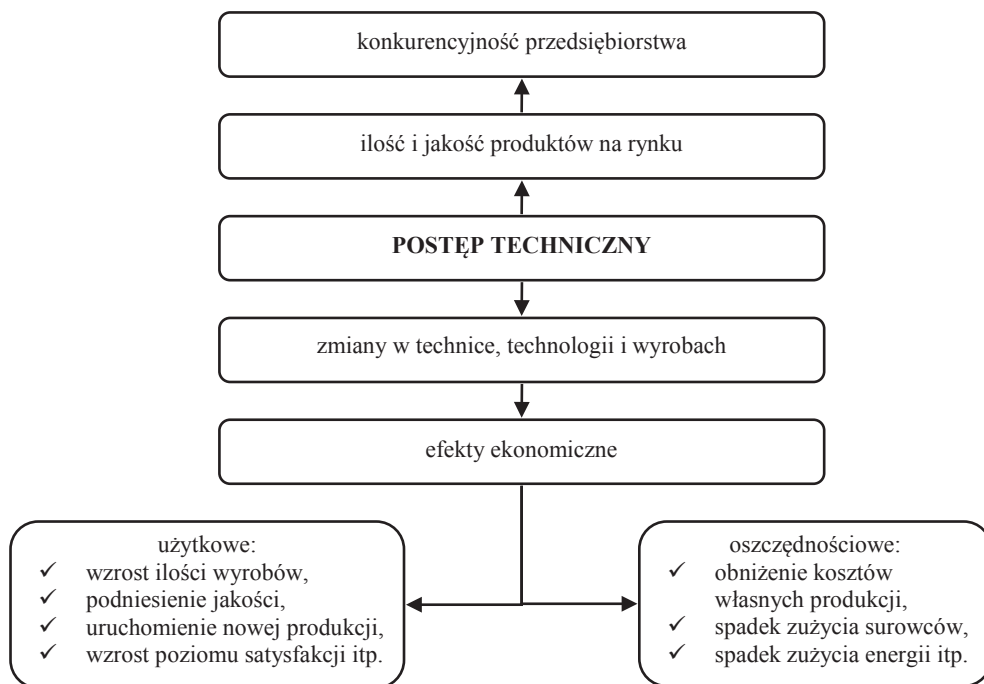 konkurencyjność przedsiębiorstwa
ilość i jakość produktów na rynku
POSTĘP TECHNICZNY
zmiany w technice, technologii i wyrobach
efekty ekonomiczne
użytkowe:
✓ wzrost ilości wyrobów,
✓ podniesienie jakości,
✓ uruchomienie nowej produkcji,
✓ wzrost poziomu satysfakcji itp.
oszczędnościowe:
✓ obniżenie kosztów
własnych produkcji,
✓ spadek zużycia surowców,
✓ spadek zużycia energii itp.